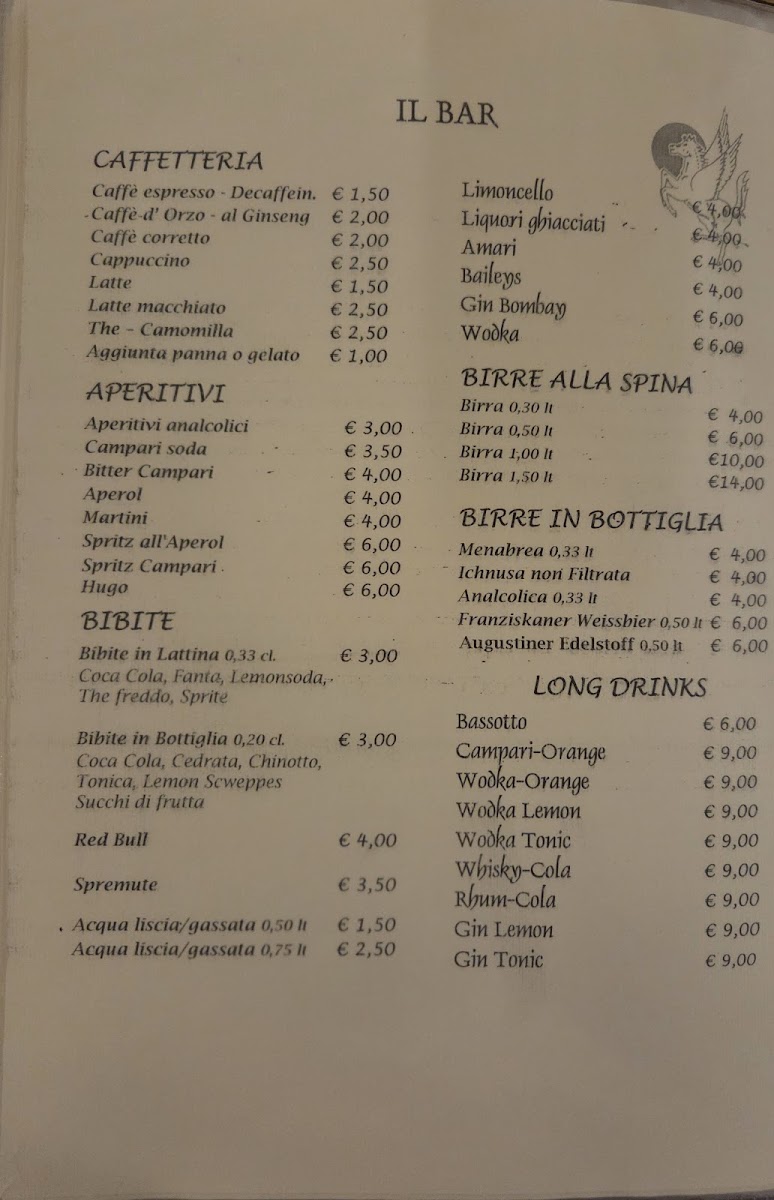 IL BAR
CAFFETTERIA
Caffè espresso - Decaffein. € 1,50
Caffè d' Orzo - al Ginseng € 2,00
Caffè corretto € 2,00
Cappuccino € 2,50
Latte € 1,50
Latte macchiato € 2,50
The - Camomilla € 2,50
Aggiunta panna o gelato € 1,00
APERITIVI
Aperitivi analcolici € 3,00
Campari soda € 3,50
Bitter Campari € 4,00
Aperol € 4,00
Martini € 4,00
Spritz all'Aperol € 6,00
Spritz Campari € 6,00
Hugo € 6,00
BIBITE
Bibite in Lattina 0,33 cl. € 3,00
Coca Cola, Fanta, Lemonsoda,
The freddo, Sprite
Bibite in Bottiglia 0,20 cl. € 3,00
Coca Cola, Cedrata, Chinotto,
Tonica, Lemon Scweppes
Succhi di frutta
Red Bull € 4,00
Spremute € 3,50
Acqua liscia/gassata 0,50 lt € 1,50
Acqua liscia/gassata 0,75 lt € 2,50
Limoncello € 4,00
Liquori ghiacciati € 4,00
Amari € 4,00
Baileys € 4,00
Gin Bombay € 6,00
Wodka € 6,00
BIRRE ALLA SPINA
Birra 0,30 lt € 4,00
Birra 0,50 lt € 6,00
Birra 1,00 lt €10,00
Birra 1,50 lt €14,00
BIRRE IN BOTTIGLIA
Menabrea 0,33 lt € 4,00
Ichnusa non Filtrata € 4,00
Analcolica 0,33 lt € 4,00
Franziskaner Weissbier 0,50 lt € 6,00
Augustiner Edelstoff 0,50 lt € 6,00
LONG DRINKS
Bassotto € 6,00
Campari-Orange € 9,00
Wodka-Orange € 9,00
Wodka Lemon € 9,00
Wodka Tonic € 9,00
Whisky-Cola € 9,00
Rhum-Cola € 9,00
Gin Lemon € 9,00
Gin Tonic € 9,00